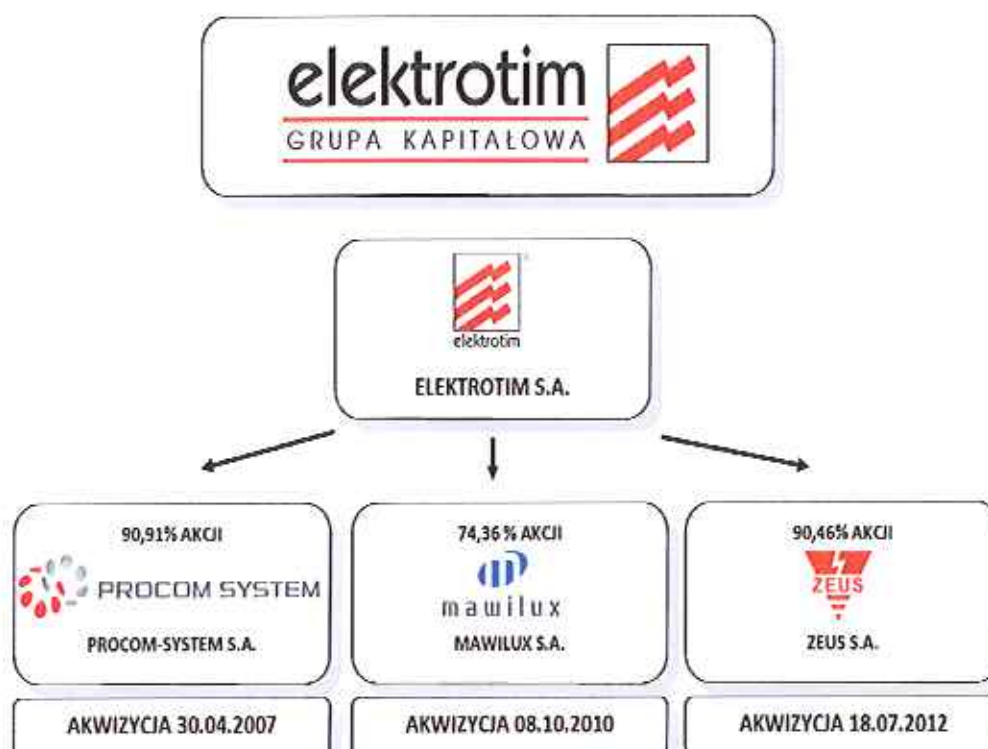 elektrotim
GRUPA KAPITAŁOWA
elektrotim
ELEKTROTIM S.A.
90,91% AKCJI
PROCOM SYSTEM
PROCOM-SYSTEM S.A.
74,36 % AKCJI
mawilux
MAWILUX S.A.
90,46% AKCJI
ZEUS
ZEUS S.A.
AKWIZYCJA 30.04.2007
AKWIZYCJA 08.10.2010
AKWIZYCJA 18.07.2012